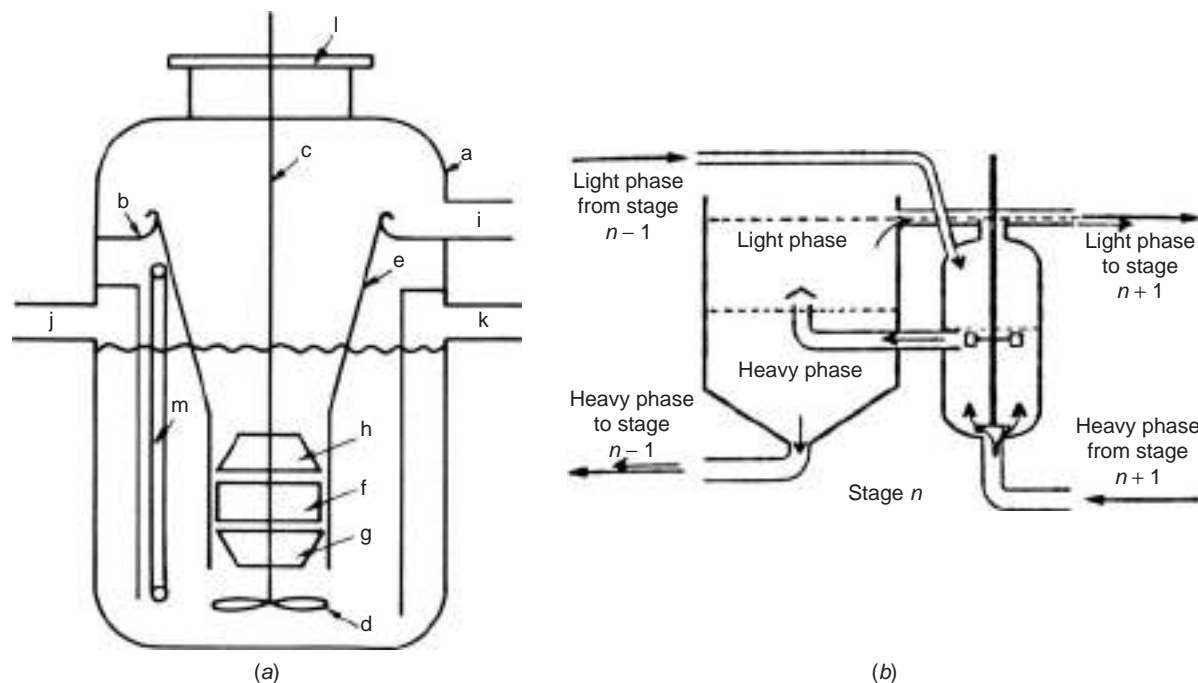 l
c
a
b
i
e
j
k
m
h
f
g
d
(a)
Light phase
from stage
n – 1
Light phase
Light phase
to stage
n + 1
Heavy phase
Heavy phase
to stage
n – 1
Heavy phase
from stage
n + 1
Stage n
(b)